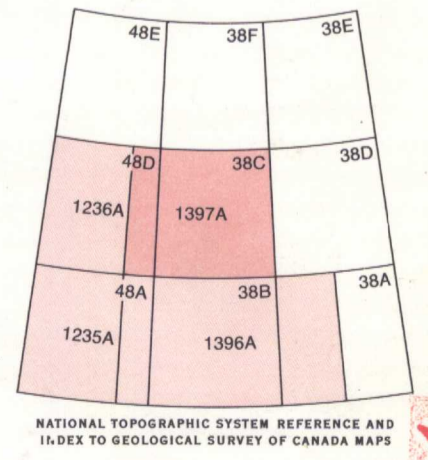 48E 38F 38E
48D 38C 38D
1236A 1397A
48A 38B 38A
1235A 1396A
NATIONAL TOPOGRAPHIC SYSTEM REFERENCE AND
INDEX TO GEOLOGICAL SURVEY OF CANADA MAPS